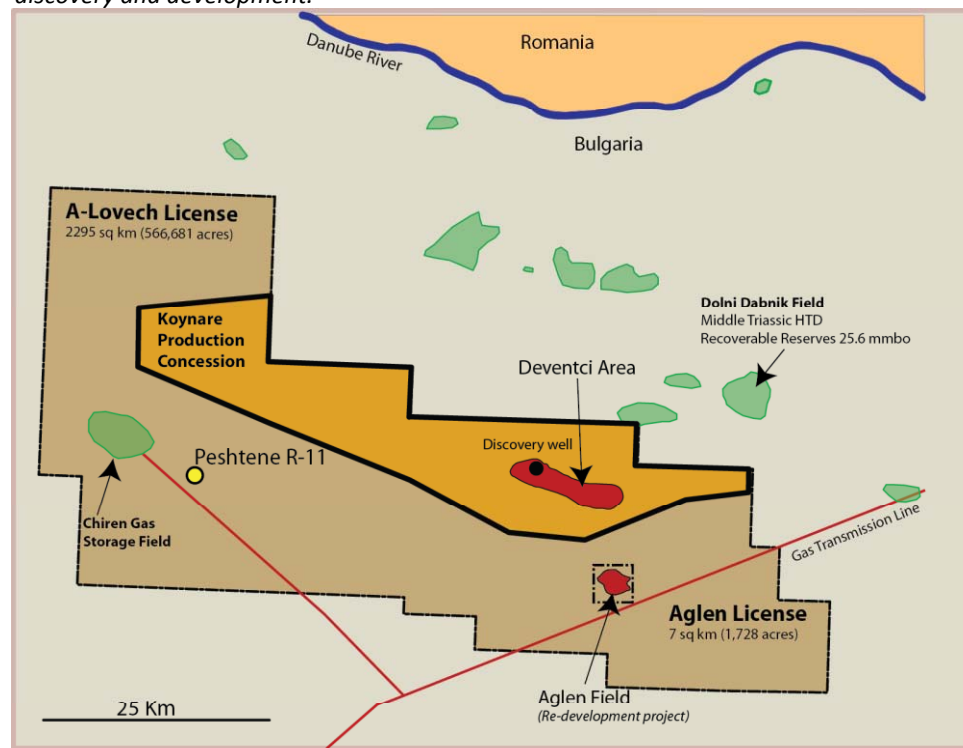 discovery and development.
Romania
Danube River
Bulgaria
A-Lovech License
2295 sq km (566,681 acres)
Koynare
Production
Concession
Dolni Dabnik Field
Middle Triassic HTD
Recoverable Reserves 25.6 mmbo
Deventci Area
Discovery well
Peshtene R-11
Chiren Gas
Storage Field
Gas Transmission Line
Aglen License
7 sq km (1,728 acres)
Aglen Field
(Re-development project)
25 Km